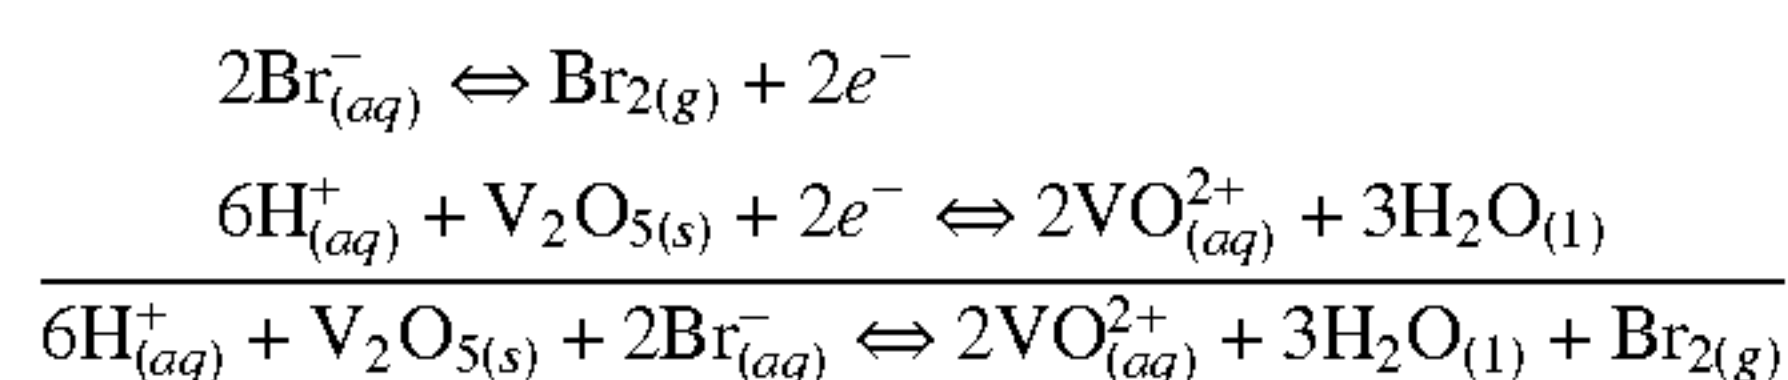 2Br⁻(aq) ⇔ Br₂(g) + 2e⁻
6H⁺(aq) + V₂O₅(s) + 2e⁻ ⇔ 2VO²⁺(aq) + 3H₂O(1)
6H⁺(aq) + V₂O₅(s) + 2Br⁻(aq) ⇔ 2VO²⁺(aq) + 3H₂O(1) + Br₂(g)